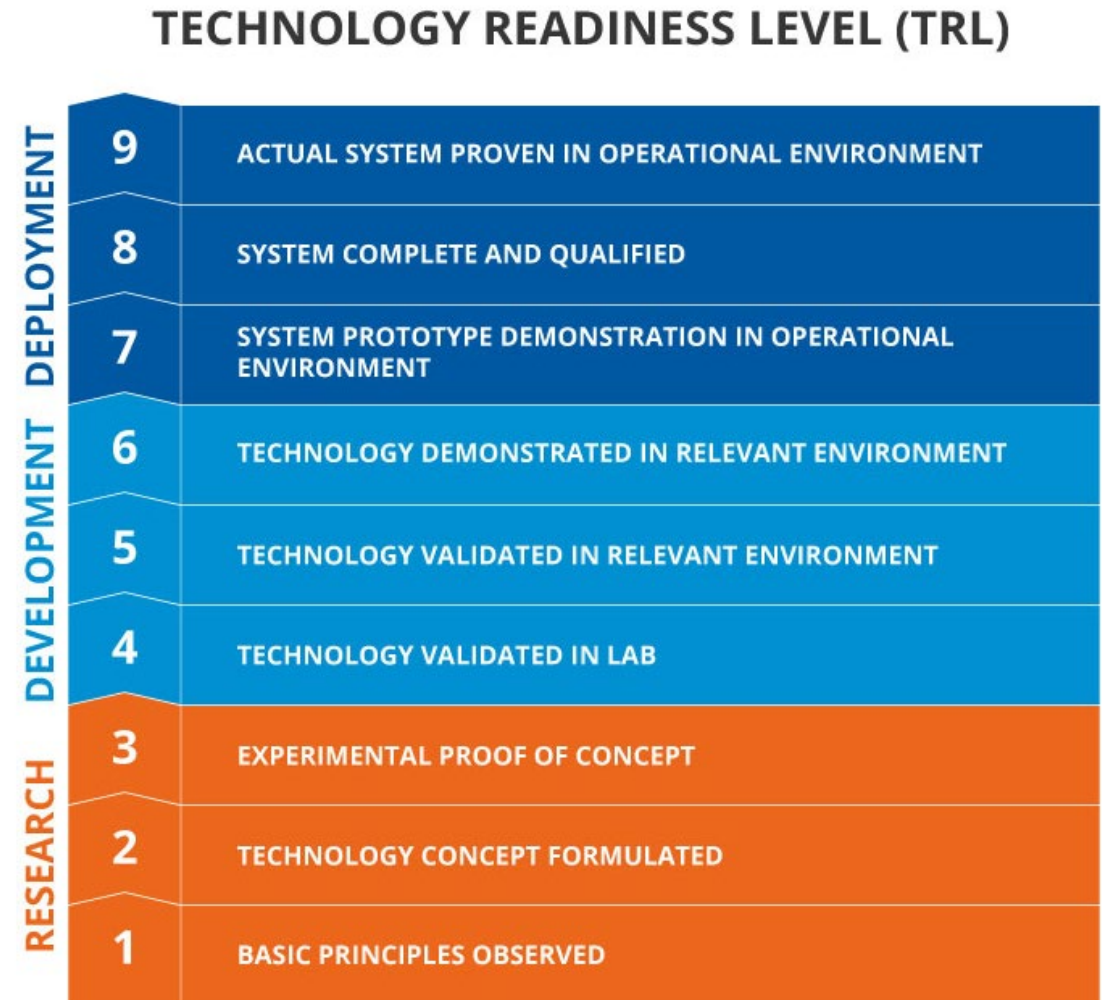 TECHNOLOGY READINESS LEVEL (TRL)
DEPLOYMENT
9 ACTUAL SYSTEM PROVEN IN OPERATIONAL ENVIRONMENT
8 SYSTEM COMPLETE AND QUALIFIED
7 SYSTEM PROTOTYPE DEMONSTRATION IN OPERATIONAL
ENVIRONMENT
DEVELOPMENT
6 TECHNOLOGY DEMONSTRATED IN RELEVANT ENVIRONMENT
5 TECHNOLOGY VALIDATED IN RELEVANT ENVIRONMENT
4 TECHNOLOGY VALIDATED IN LAB
RESEARCH
3 EXPERIMENTAL PROOF OF CONCEPT
2 TECHNOLOGY CONCEPT FORMULATED
1 BASIC PRINCIPLES OBSERVED